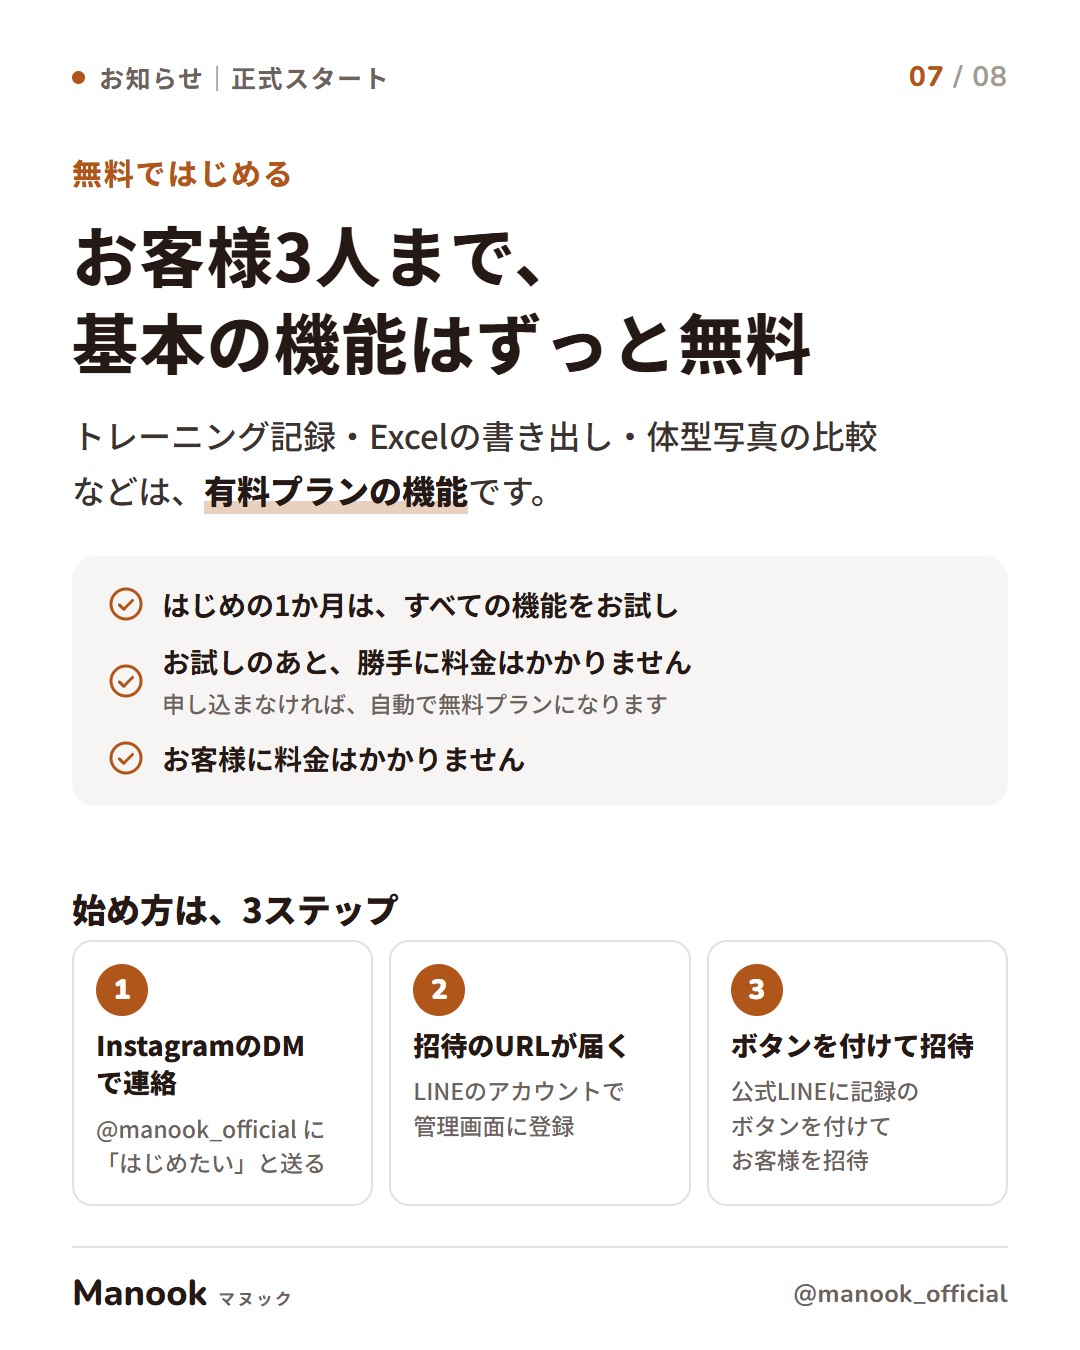 お知らせ｜正式スタート
07 / 08
無料ではじめる
お客様3人まで、
基本の機能はずっと無料
トレーニング記録・Excelの書き出し・体型写真の比較
などは、有料プランの機能です。
はじめの1か月は、すべての機能をお試し
お試しのあと、勝手に料金はかかりません
申し込まなければ、自動で無料プランになります
お客様に料金はかかりません
始め方は、3ステップ
1
InstagramのDM
で連絡
@manook_official に
「はじめたい」と送る
2
招待のURLが届く
LINEのアカウントで
管理画面に登録
3
ボタンを付けて招待
公式LINEに記録の
ボタンを付けて
お客様を招待
Manook マヌック
@manook_official